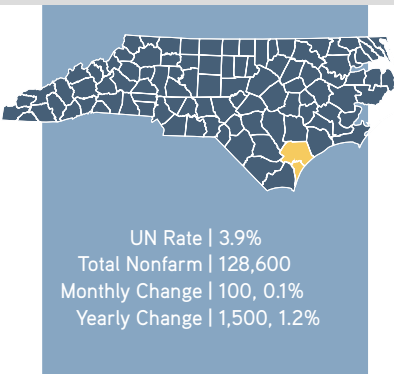 UN Rate | 3.9%
Total Nonfarm | 128,600
Monthly Change | 100, 0.1%
Yearly Change | 1,500, 1.2%